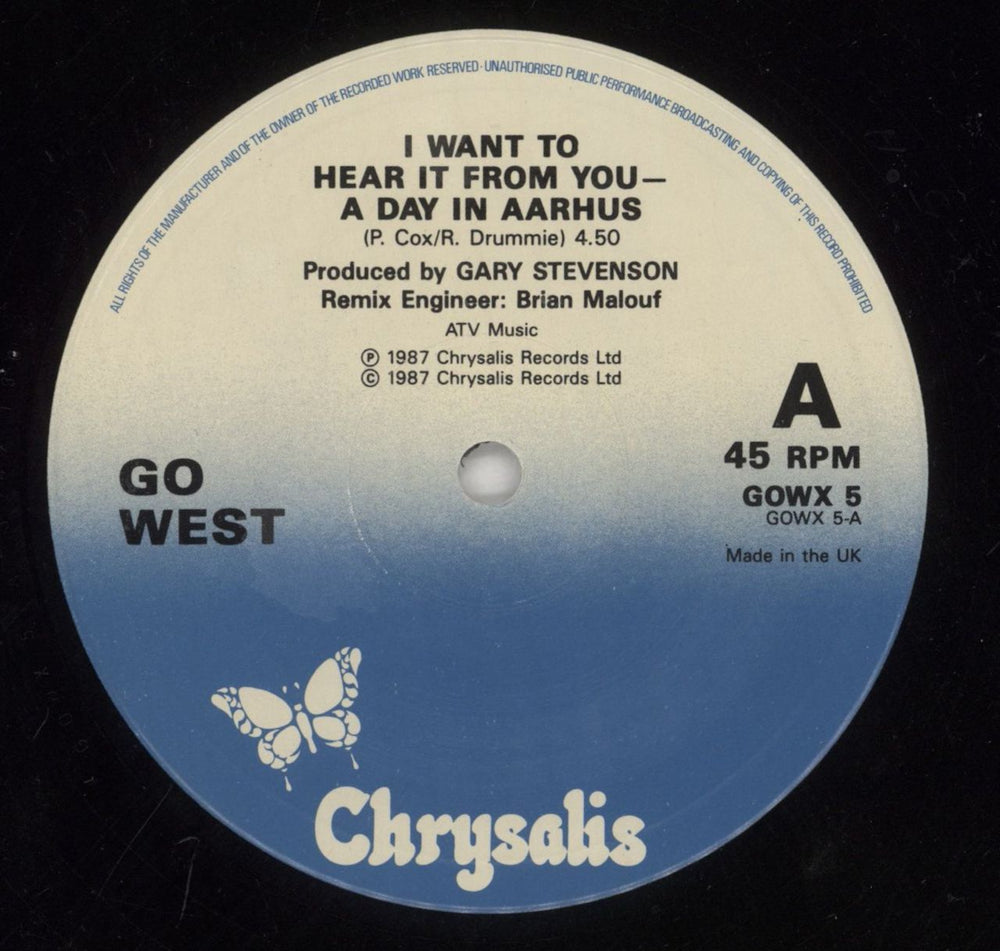 ALL RIGHTS OF THE MANUFACTURER AND OF THE OWNER OF THE RECORDED WORK RESERVED · UNAUTHORISED PUBLIC PERFORMANCE BROADCASTING AND COPYING OF THIS RECORD PROHIBITED
I WANT TO
HEAR IT FROM YOU—
A DAY IN AARHUS
(P. Cox/R. Drummie) 4.50
Produced by GARY STEVENSON
Remix Engineer: Brian Malouf
ATV Music
℗ 1987 Chrysalis Records Ltd
© 1987 Chrysalis Records Ltd
A
45 RPM
GOWX 5
GOWX 5-A
Made in the UK
GO
WEST
Chrysalis